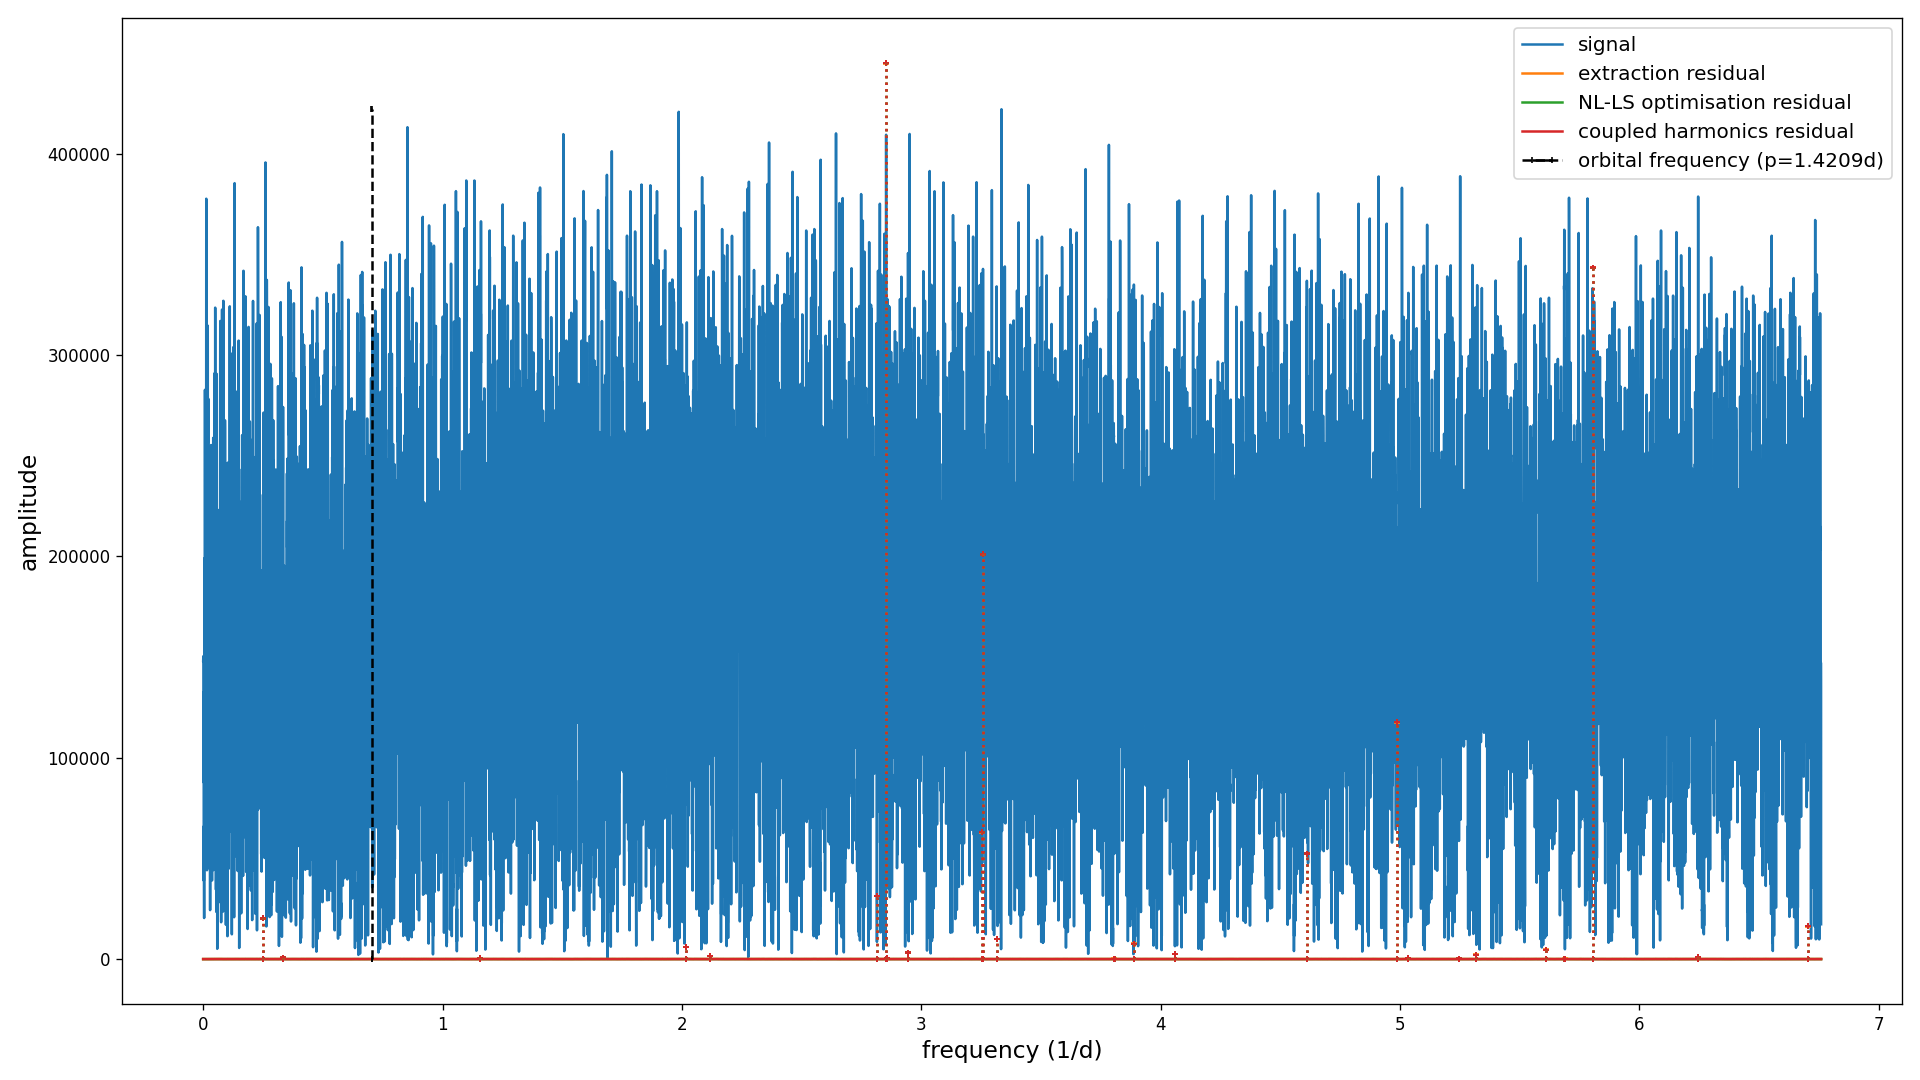 signal
extraction residual
NL-LS optimisation residual
coupled harmonics residual
orbital frequency (p=1.4209d)
amplitude
400000
300000
200000
100000
0
0 1 2 3 4 5 6 7
frequency (1/d)